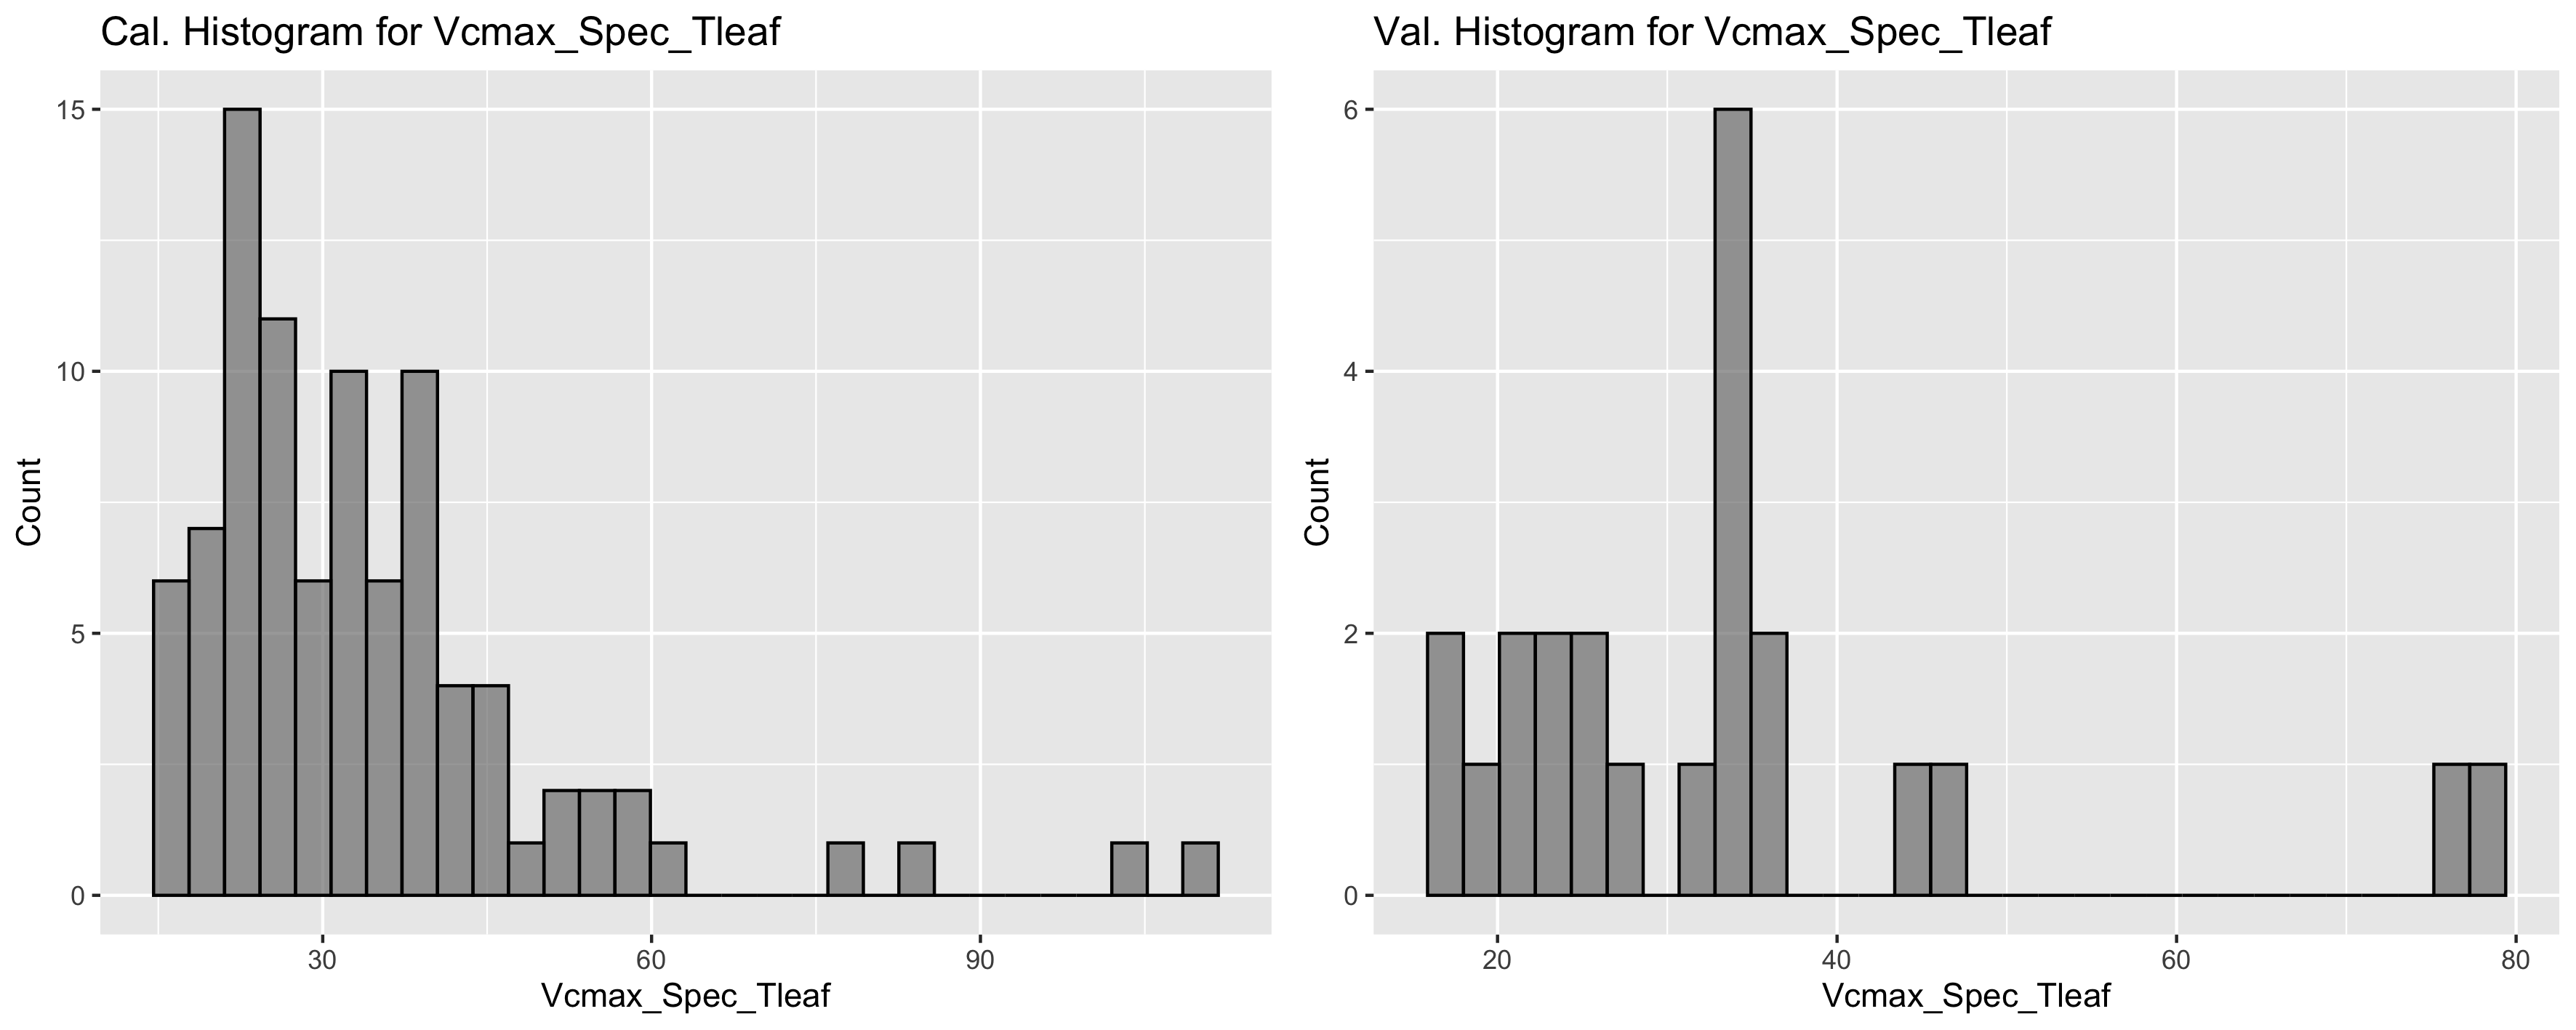 Cal. Histogram for Vcmax_Spec_Tleaf
15
10
5
0
Count
30 60 90
Vcmax_Spec_Tleaf
Val. Histogram for Vcmax_Spec_Tleaf
6
4
2
0
Count
20 40 60 80
Vcmax_Spec_Tleaf